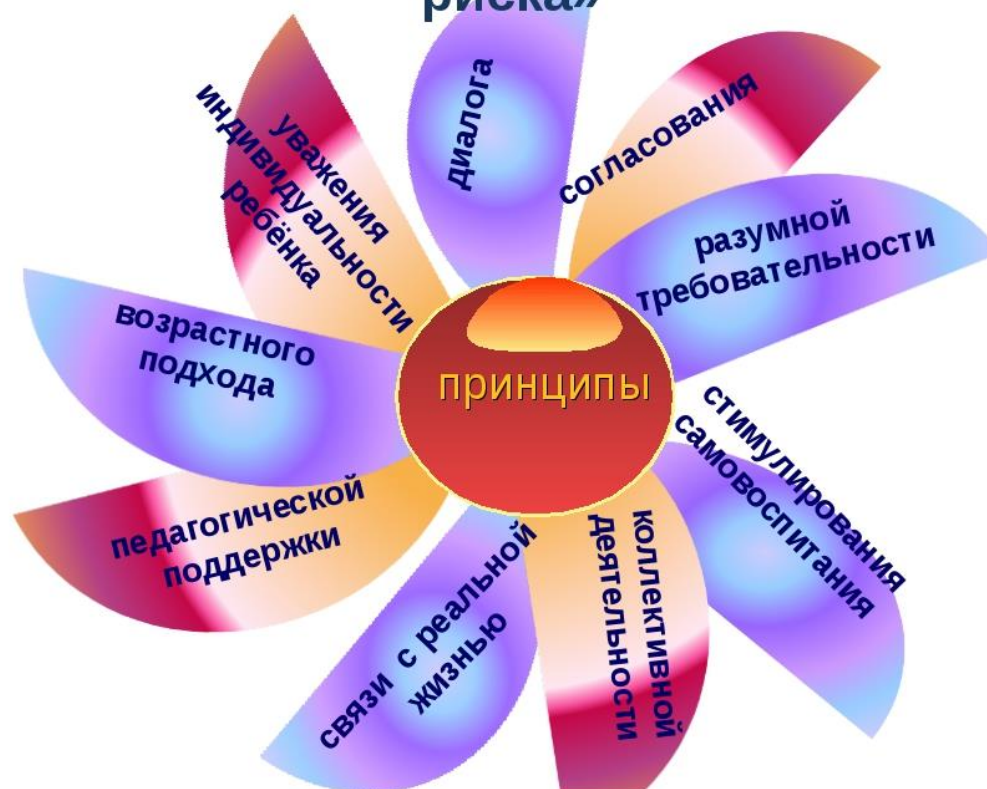 риска»
диалога
согласования
разумной
требовательности
стимулирования
самовоспитания
коллективной
деятельности
связи с реальной
жизнью
педагогической
поддержки
возрастного
подхода
уважения
индивидуальности
ребёнка
принципы